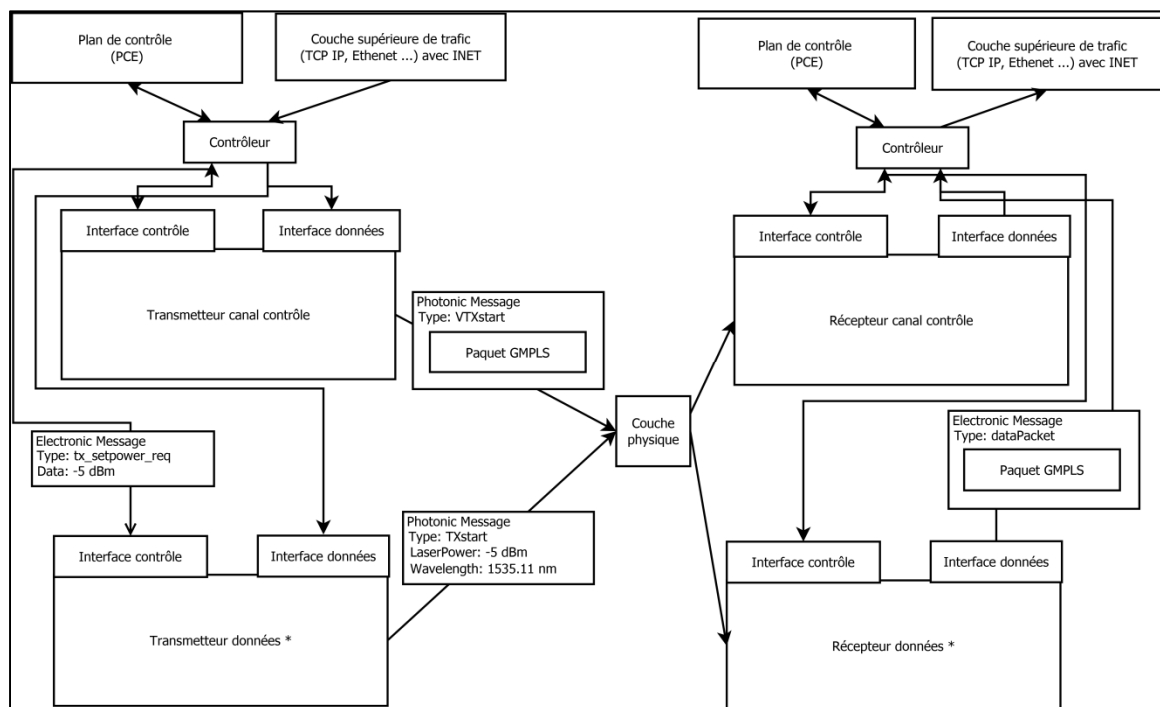 Plan de contrôle
(PCE)
Couche supérieure de trafic
(TCP IP, Ethenet ...) avec INET
Plan de contrôle
(PCE)
Couche supérieure de trafic
(TCP IP, Ethenet ...) avec INET
Contrôleur
Contrôleur
Interface contrôle
Interface données
Interface contrôle
Interface données
Transmetteur canal contrôle
Photonic Message
Type: VTXstart
Paquet GMPLS
Récepteur canal contrôle
Couche
physique
Electronic Message
Type: tx_setpower_req
Data: -5 dBm
Electronic Message
Type: dataPacket
Paquet GMPLS
Photonic Message
Type: TXstart
LaserPower: -5 dBm
Wavelength: 1535.11 nm
Interface contrôle
Interface données
Interface contrôle
Interface données
Transmetteur données *
Récepteur données *